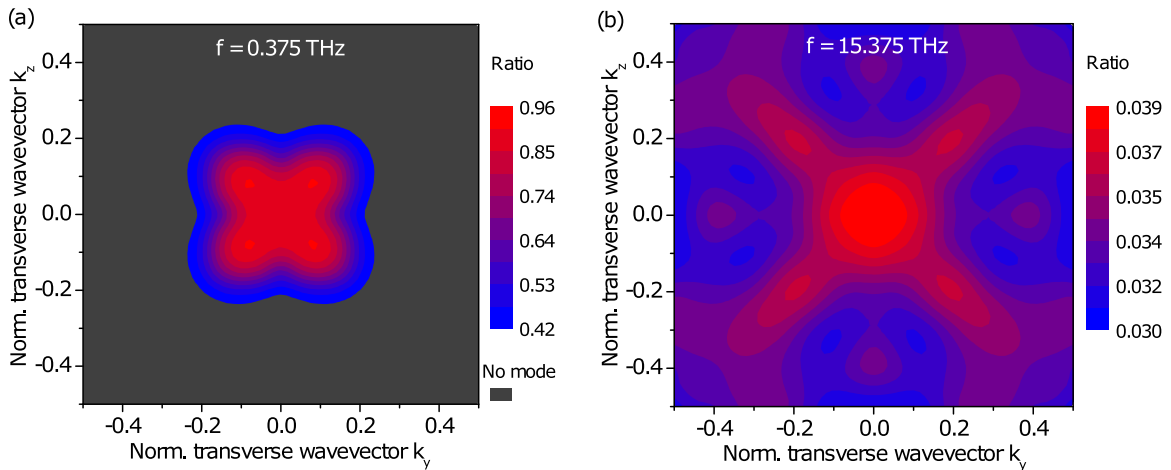 (a)
f = 0.375 THz
Norm. transverse wavevector k_z
0.4
0.2
0.0
-0.2
-0.4
-0.4 -0.2 0.0 0.2 0.4
Norm. transverse wavevector k_y
Ratio
0.96
0.85
0.74
0.64
0.53
0.42
No mode
(b)
f = 15.375 THz
Norm. transverse wavevector k_z
0.4
0.2
0.0
-0.2
-0.4
-0.4 -0.2 0.0 0.2 0.4
Norm. transverse wavevector k_y
Ratio
0.039
0.037
0.035
0.034
0.032
0.030